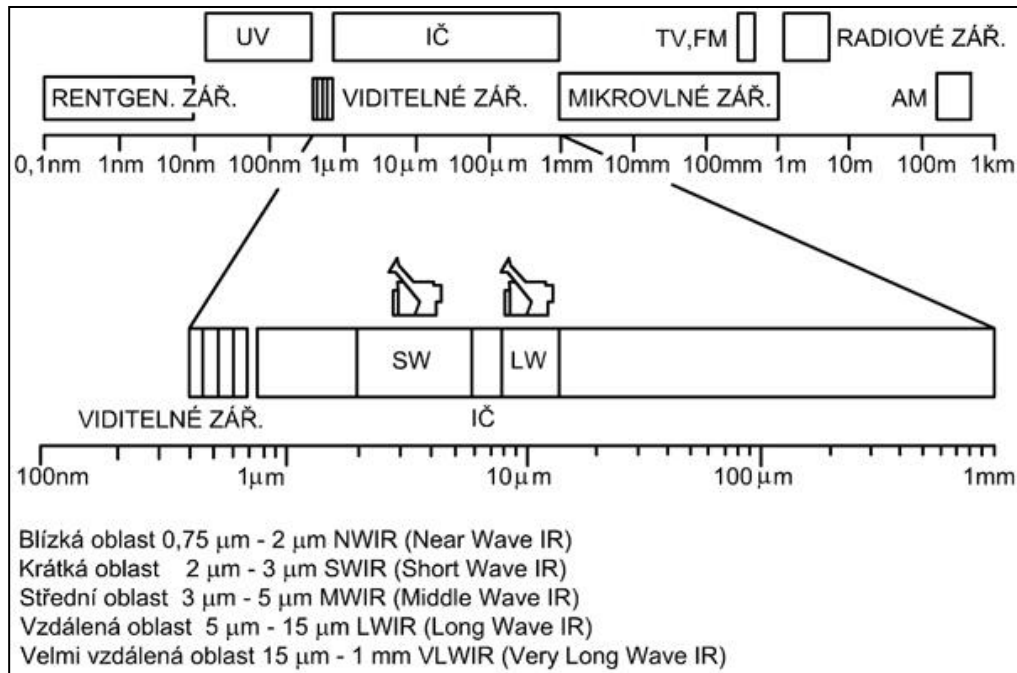 UV IČ TV,FM RADIOVÉ ZÁŘ.
RENTGEN. ZÁŘ. VIDITELNÉ ZÁŘ. MIKROVLNÉ ZÁŘ. AM
0,1nm 1nm 10nm 100nm 1μm 10μm 100μm 1mm 10mm 100mm 1m 10m 100m 1km
SW LW
VIDITELNÉ ZÁŘ. IČ
100nm 1μm 10μm 100μm 1mm
Blízká oblast 0,75 μm - 2 μm NWIR (Near Wave IR)
Krátká oblast 2 μm - 3 μm SWIR (Short Wave IR)
Střední oblast 3 μm - 5 μm MWIR (Middle Wave IR)
Vzdálená oblast 5 μm - 15 μm LWIR (Long Wave IR)
Velmi vzdálená oblast 15 μm - 1 mm VLWIR (Very Long Wave IR)